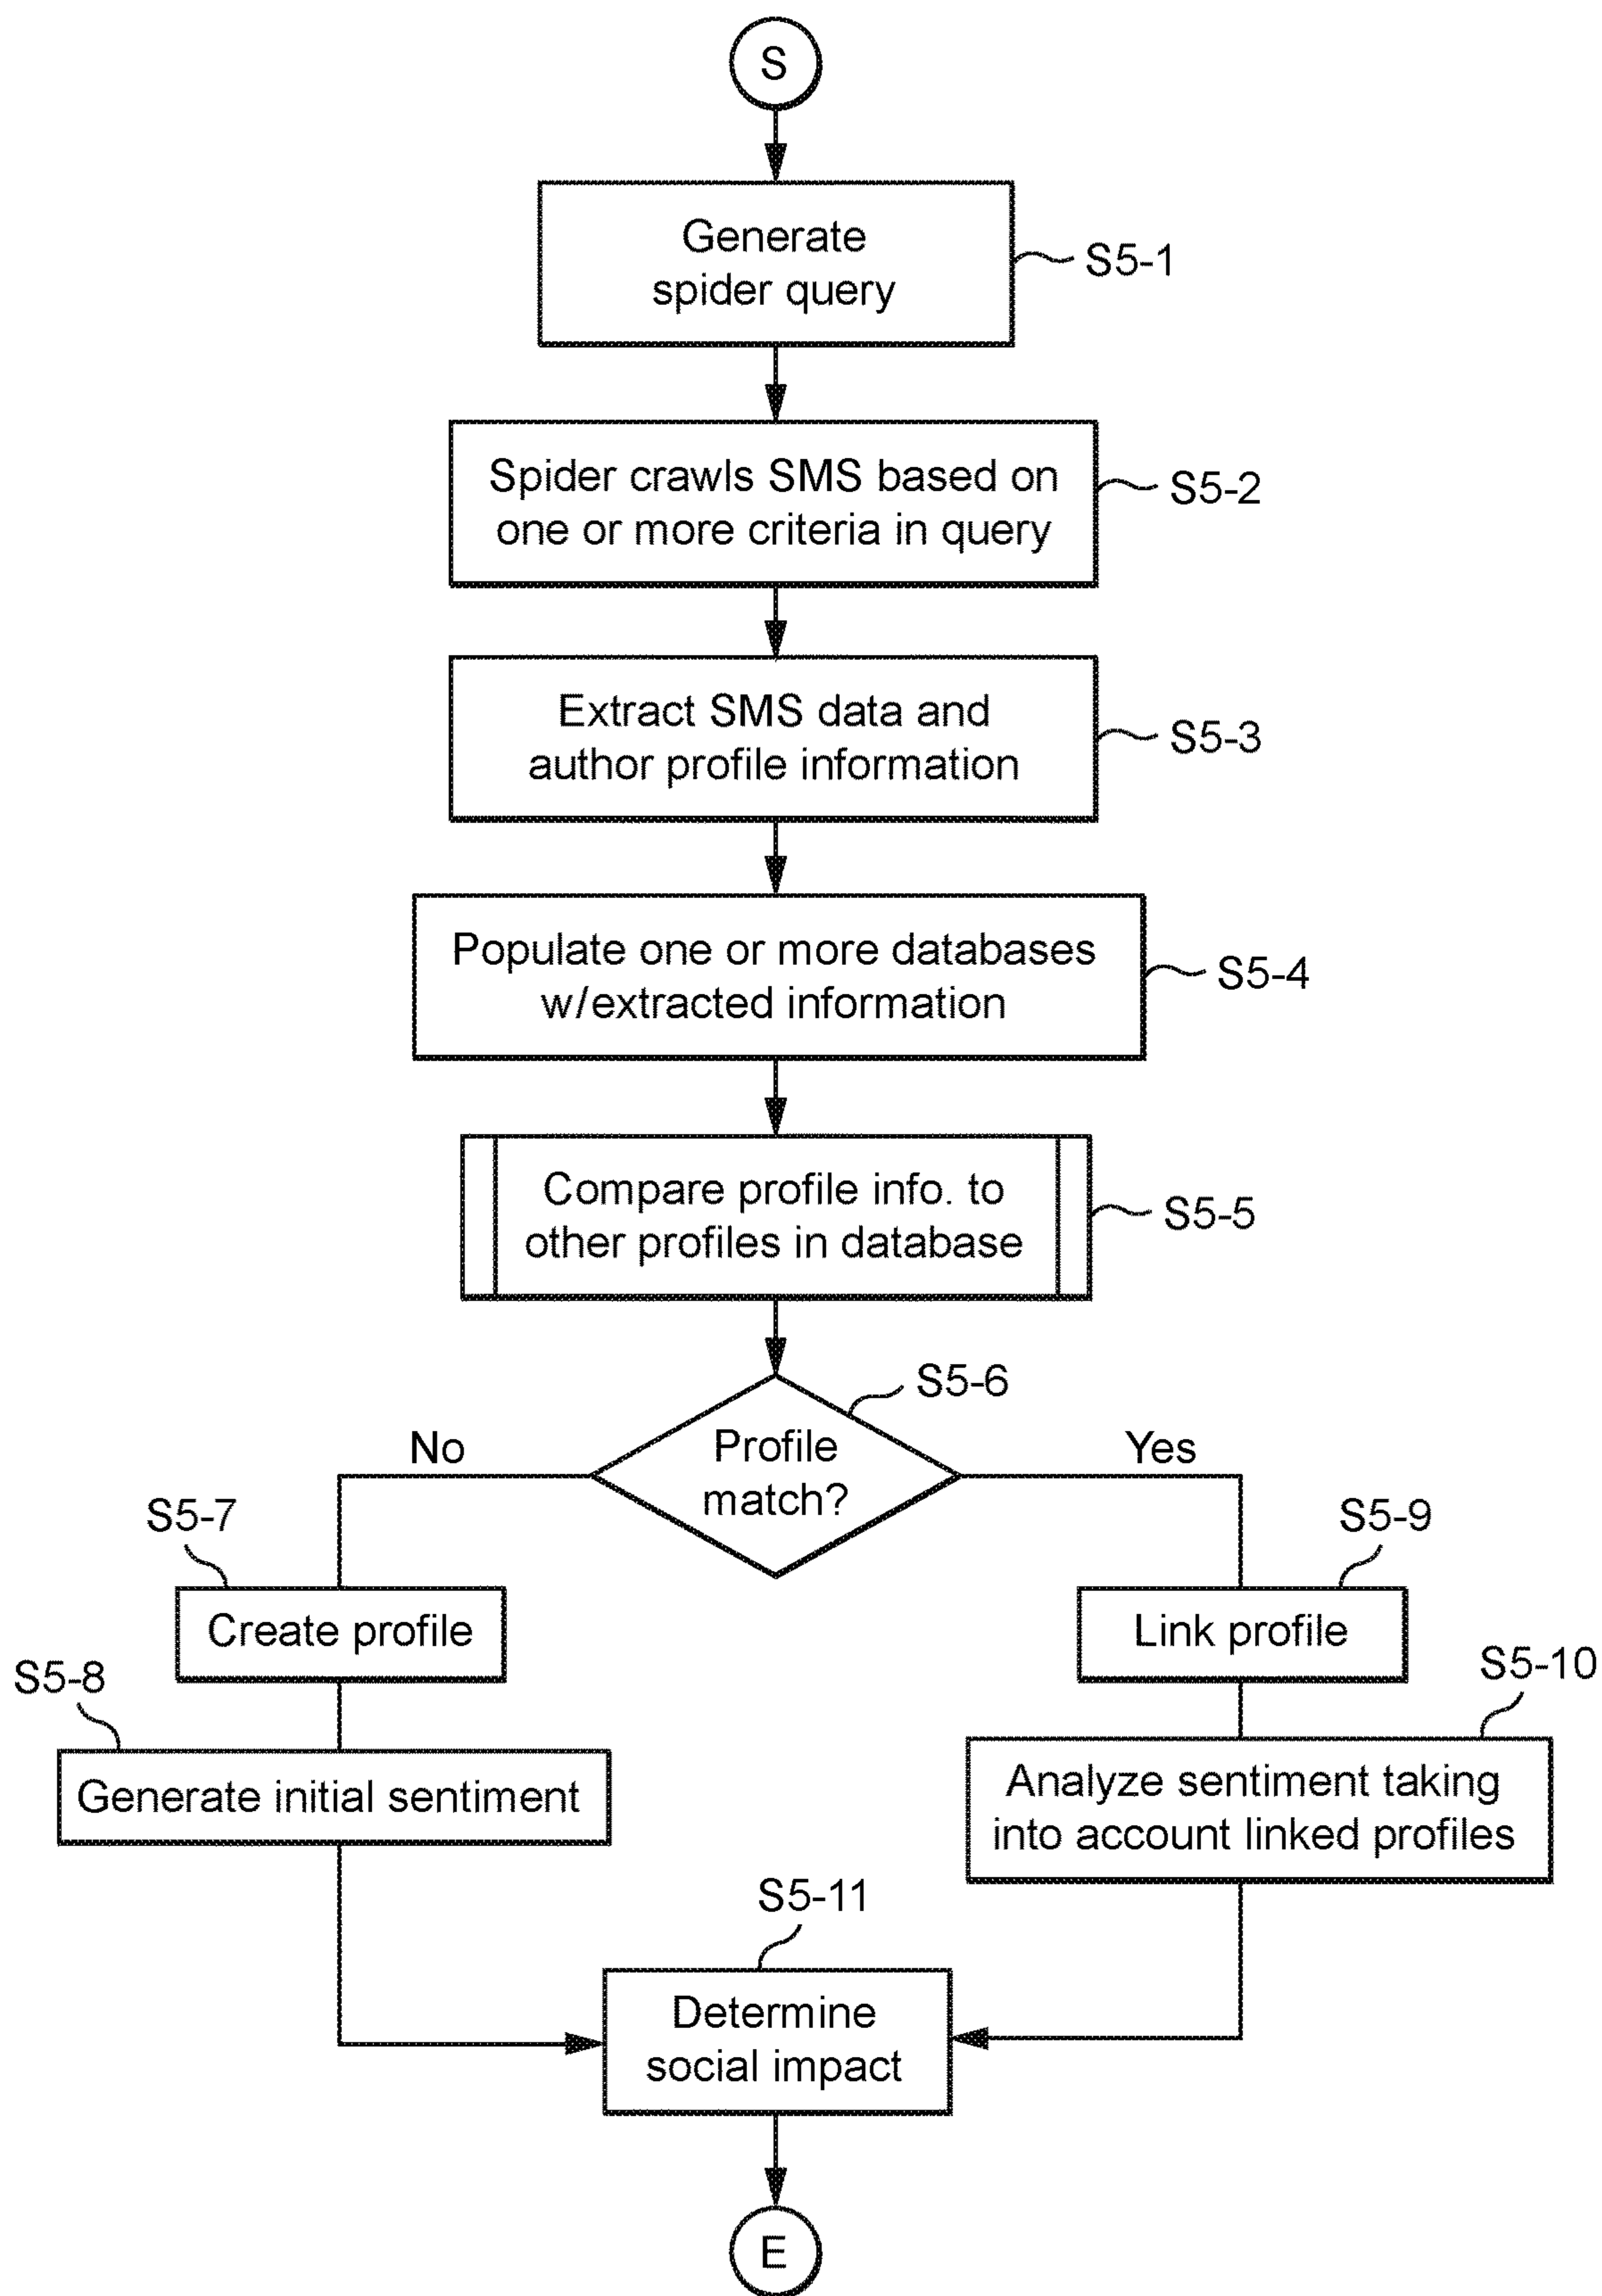 S
Generate
spider query
S5-1
Spider crawls SMS based on
one or more criteria in query
S5-2
Extract SMS data and
author profile information
S5-3
Populate one or more databases
w/extracted information
S5-4
Compare profile info. to
other profiles in database
S5-5
S5-6
No
Profile
match?
Yes
S5-7
Create profile
S5-9
Link profile
S5-8
Generate initial sentiment
S5-10
Analyze sentiment taking
into account linked profiles
S5-11
Determine
social impact
E